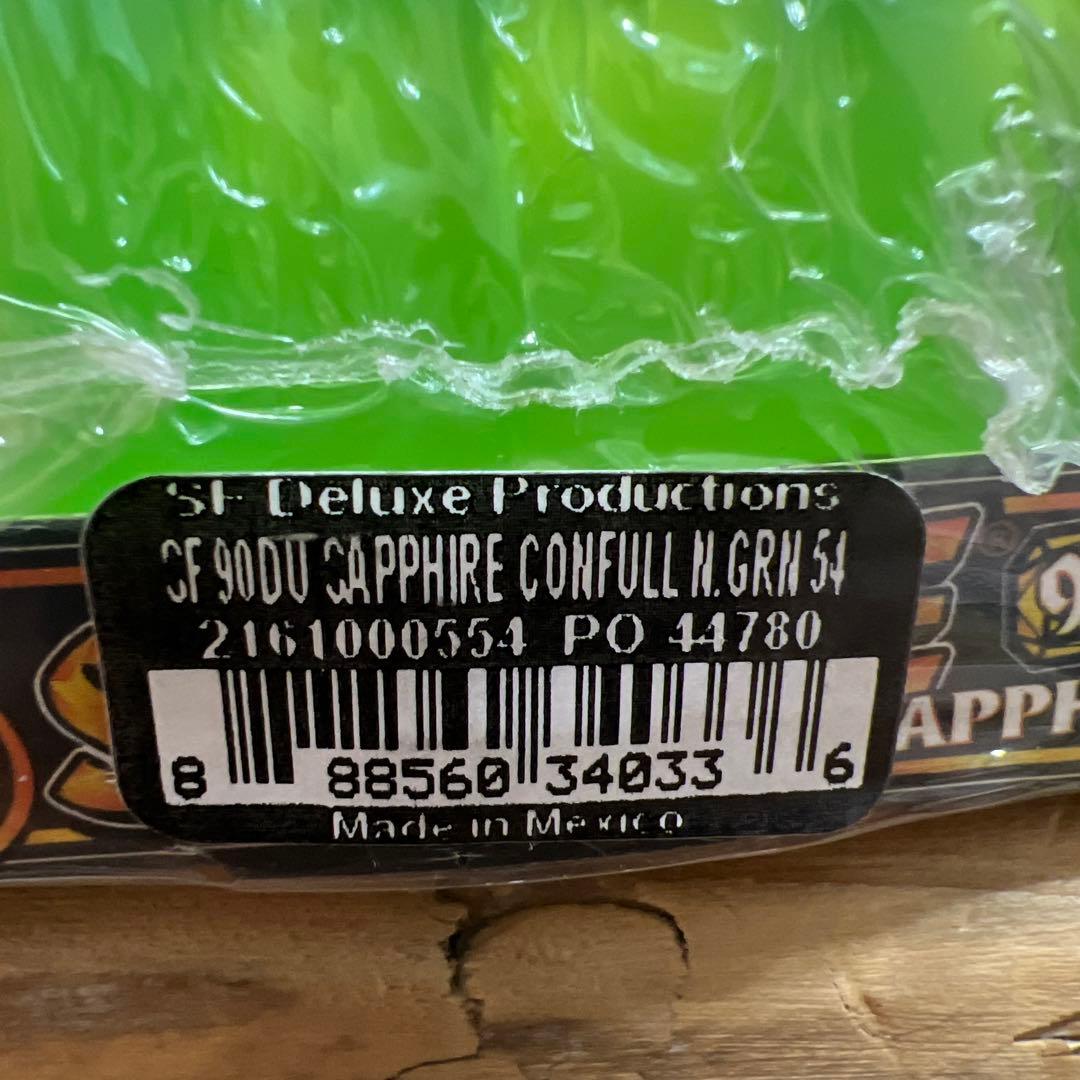 SF Deluxe Productions
SF 90DU SAPPHIRE CONFULL N.GRN 54
2161000554 PO 44780
8 88560 34033 6
Made in Mexico
9
APPH